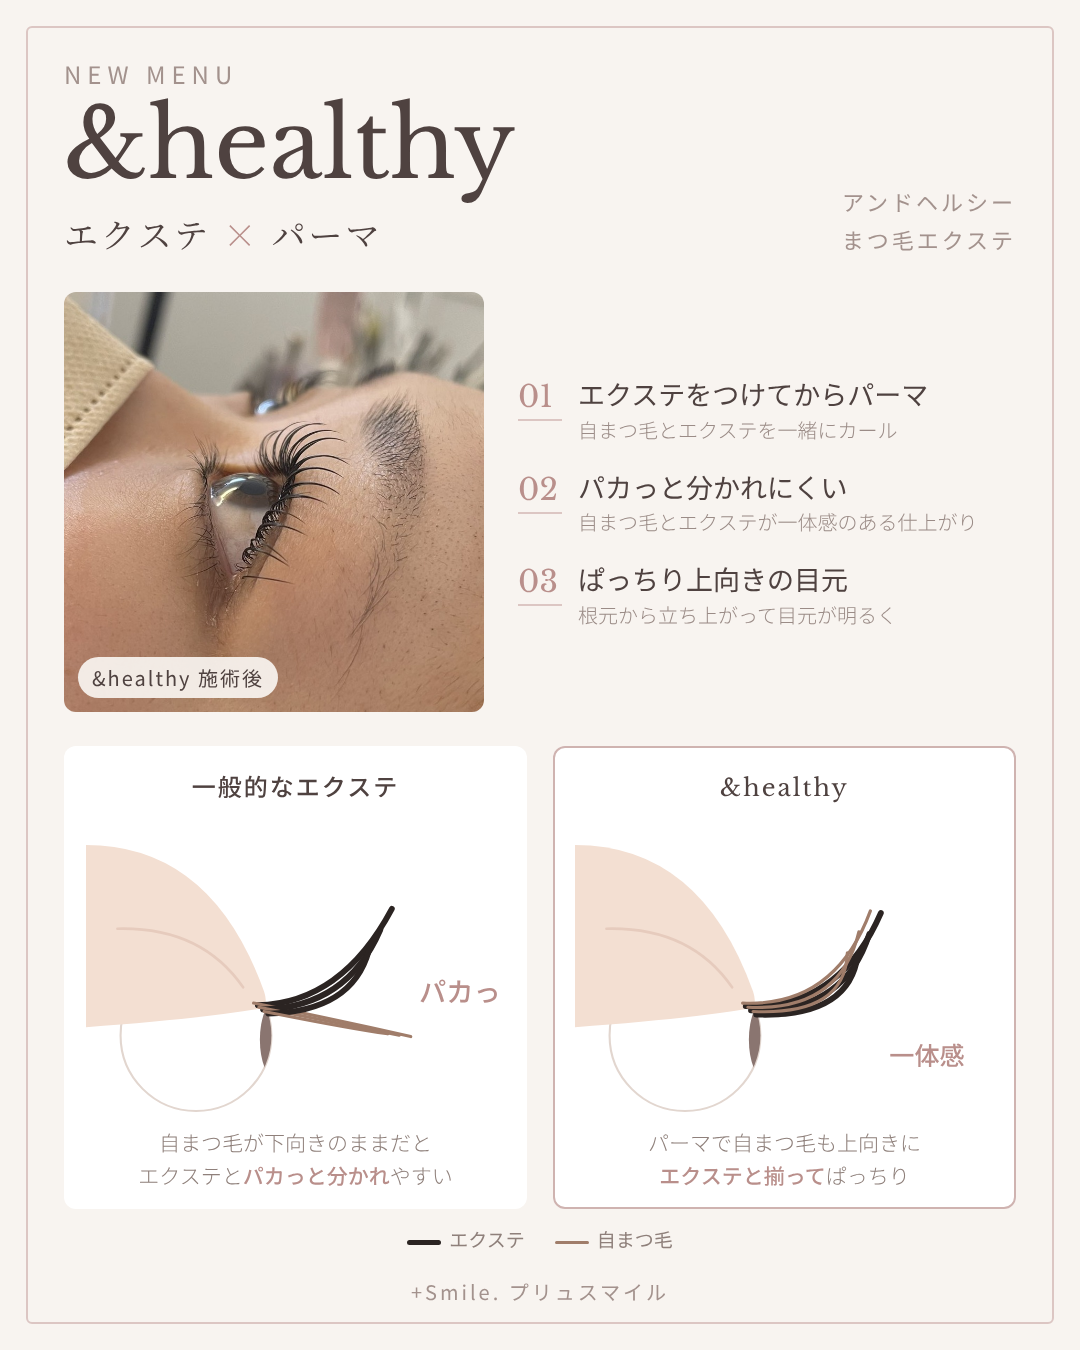 NEW MENU
&healthy
エクステ × パーマ
アンドヘルシー
まつ毛エクステ
&healthy 施術後
01 エクステをつけてからパーマ
自まつ毛とエクステを一緒にカール
02 パカっと分かれにくい
自まつ毛とエクステが一体感のある仕上がり
03 ぱっちり上向きの目元
根元から立ち上がって目元が明るく
一般的なエクステ
パカっ
自まつ毛が下向きのままだと
エクステとパカっと分かれやすい
&healthy
一体感
パーマで自まつ毛も上向きに
エクステと揃ってぱっちり
エクステ 自まつ毛
+Smile. プリュスマイル